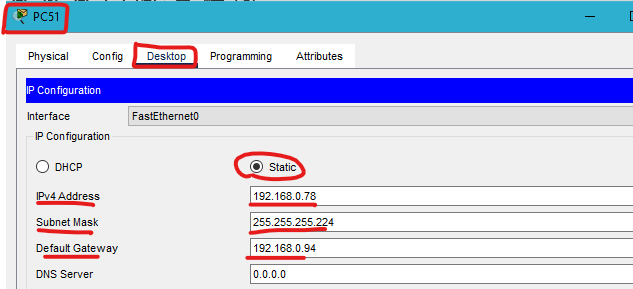 PC51
Physical Config Desktop Programming Attributes
IP Configuration
Interface FastEthernet0
IP Configuration
DHCP Static
IPv4 Address 192.168.0.78
Subnet Mask 255.255.255.224
Default Gateway 192.168.0.94
DNS Server 0.0.0.0